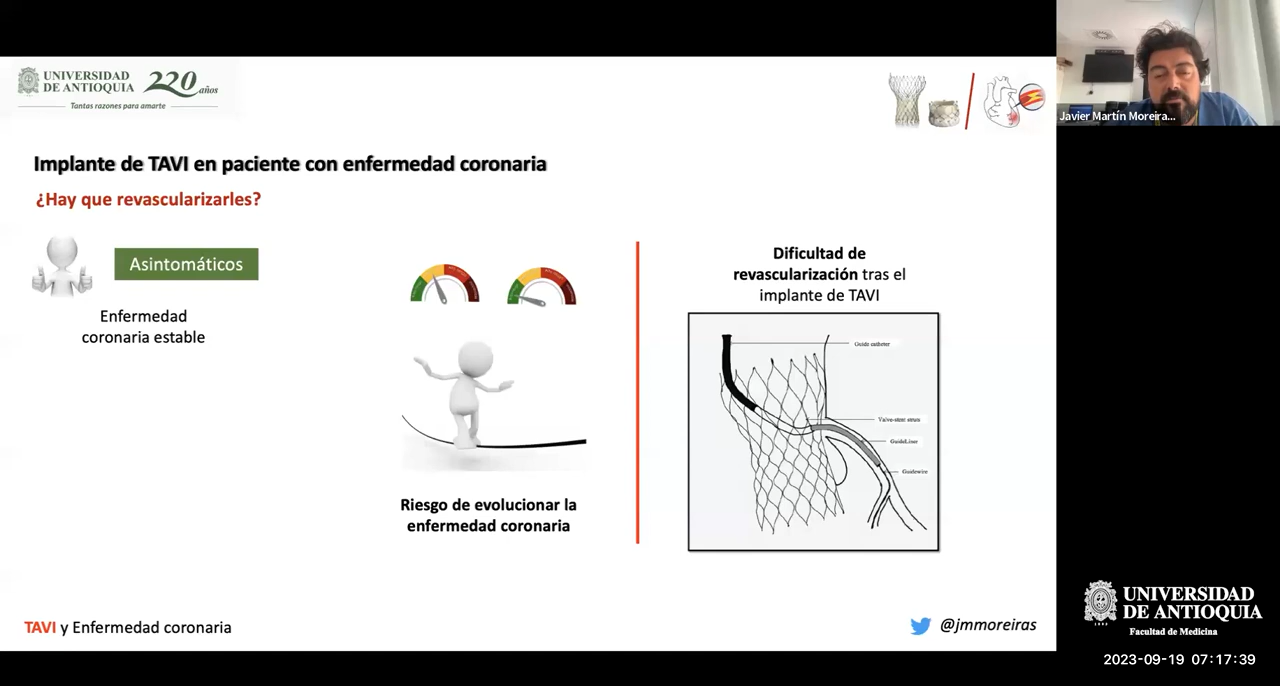 UNIVERSIDAD
DE ANTIOQUIA
220 años
Tantas razones para amarte
Implante de TAVI en paciente con enfermedad coronaria
¿Hay que revascularizarles?
Asintomáticos
Enfermedad
coronaria estable
Riesgo de evolucionar la
enfermedad coronaria
Dificultad de
revascularización tras el
implante de TAVI
Guide catheter
Valve-stent struts
GuideLiner
Guidewire
TAVI y Enfermedad coronaria
@jmmoreiras
Javier Martín Moreira...
UNIVERSIDAD
DE ANTIOQUIA
1803
Facultad de Medicina
2023-09-19 07:17:39